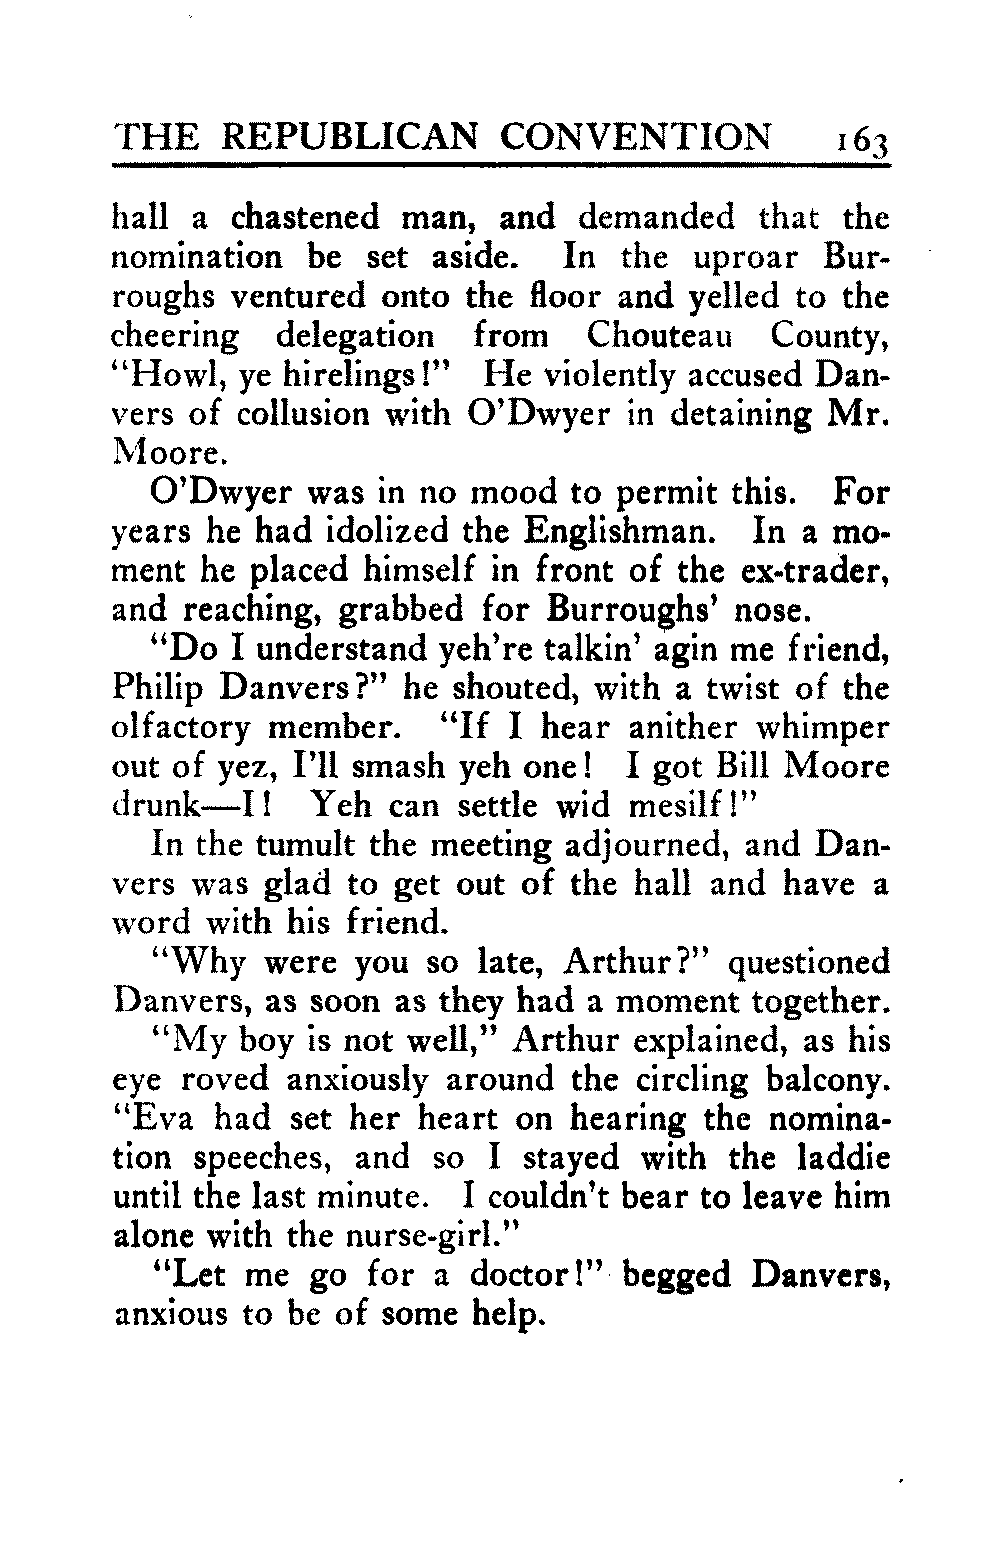 THE REPUBLICAN CONVENTION 163
hall a chastened man, and demanded that the
nomination be set aside. In the uproar Bur-
roughs ventured onto the floor and yelled to the
cheering delegation from Chouteau County,
"Howl, ye hirelings!" He violently accused Dan-
vers of collusion with O'Dwyer in detaining Mr.
Moore.
O'Dwyer was in no mood to permit this. For
years he had idolized the Englishman. In a mo-
ment he placed himself in front of the ex-trader,
and reaching, grabbed for Burroughs' nose.
"Do I understand yeh're talkin' agin me friend,
Philip Danvers?" he shouted, with a twist of the
olfactory member. "If I hear anither whimper
out of yez, I'll smash yeh one! I got Bill Moore
drunk—I! Yeh can settle wid mesilf!"
In the tumult the meeting adjourned, and Dan-
vers was glad to get out of the hall and have a
word with his friend.
"Why were you so late, Arthur?" questioned
Danvers, as soon as they had a moment together.
"My boy is not well," Arthur explained, as his
eye roved anxiously around the circling balcony.
"Eva had set her heart on hearing the nomina-
tion speeches, and so I stayed with the laddie
until the last minute. I couldn't bear to leave him
alone with the nurse-girl."
"Let me go for a doctor!" begged Danvers,
anxious to be of some help.